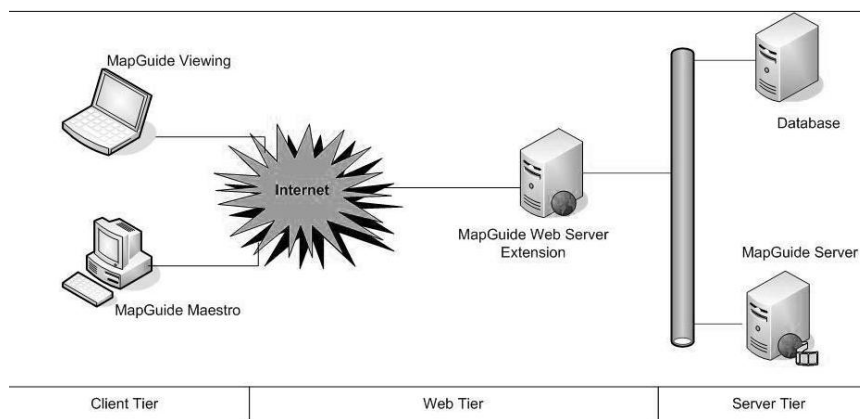 MapGuide Viewing
Internet
MapGuide Maestro
MapGuide Web Server
Extension
Database
MapGuide Server
Client Tier
Web Tier
Server Tier